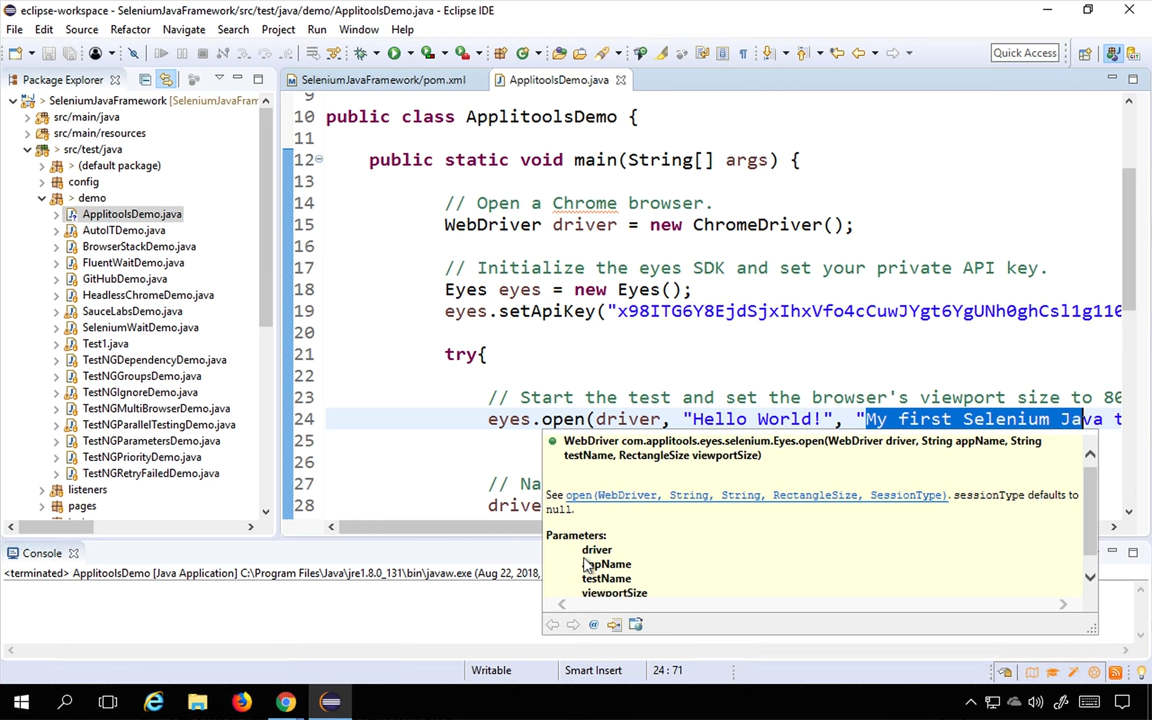 eclipse-workspace - SeleniumJavaFramework/src/test/java/demo/ApplitoolsDemo.java - Eclipse IDE
File Edit Source Refactor Navigate Search Project Run Window Help
Quick Access
Package Explorer
SeleniumJavaFramework/pom.xml
ApplitoolsDemo.java
> SeleniumJavaFramework [SeleniumJavaFram
src/main/java
src/main/resources
> src/test/java
> (default package)
config
> demo
ApplitoolsDemo.java
AutoITDemo.java
BrowserStackDemo.java
FluentWaitDemo.java
GitHubDemo.java
HeadlessChromeDemo.java
SauceLabsDemo.java
SeleniumWaitDemo.java
Test1.java
TestNGDependencyDemo.java
TestNGGroupsDemo.java
TestNGIgnoreDemo.java
TestNGMultiBrowserDemo.java
TestNGParallelTestingDemo.java
TestNGParametersDemo.java
TestNGPriorityDemo.java
TestNGRetryFailedDemo.java
listeners
pages
9
10 public class ApplitoolsDemo {
11
12 public static void main(String[] args) {
13
14 // Open a Chrome browser.
15 WebDriver driver = new ChromeDriver();
16
17 // Initialize the eyes SDK and set your private API key.
18 Eyes eyes = new Eyes();
19 eyes.setApiKey("x98ITG6Y8EjdSjxIhxVfo4cCuwJYgt6YgUNh0ghCsl1g110
20
21 try{
22
23 // Start the test and set the browser's viewport size to 80
24 eyes.open(driver, "Hello World!", "My first Selenium Java t
25
26
27 // Na
28 drive
WebDriver com.applitools.eyes.selenium.Eyes.open(WebDriver driver, String appName, String
testName, RectangleSize viewportSize)
See open(WebDriver, String, String, RectangleSize, SessionType). sessionType defaults to
null.
Parameters:
driver
appName
testName
viewportSize
Console
<terminated> ApplitoolsDemo [Java Application] C:\Program Files\Java\jre1.8.0_131\bin\javaw.exe (Aug 22, 2018,
Writable
Smart Insert
24 : 71